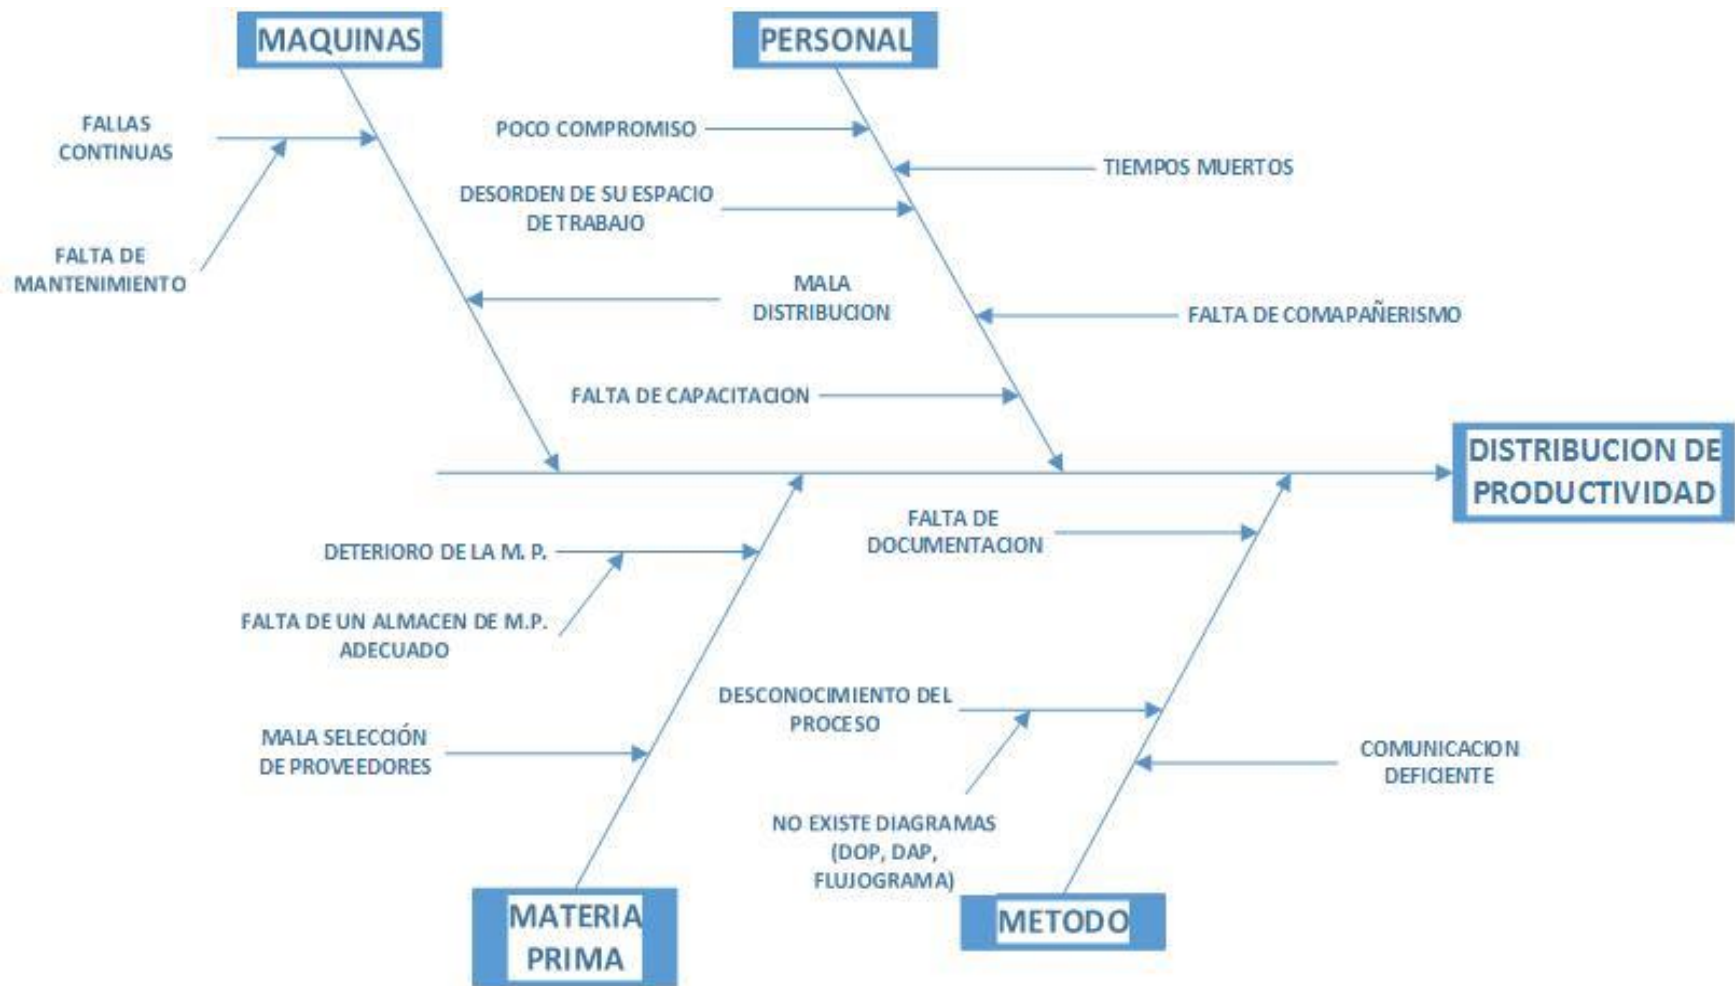 MAQUINAS
PERSONAL
FALLAS
CONTINUAS
POCO COMPROMISO
TIEMPOS MUERTOS
DESORDEN DE SU ESPACIO
DE TRABAJO
FALTA DE
MANTENIMIENTO
MALA
DISTRIBUCION
FALTA DE COMAPAÑERISMO
FALTA DE CAPACITACION
DISTRIBUCION DE
PRODUCTIVIDAD
FALTA DE
DOCUMENTACION
DETERIORO DE LA M. P.
FALTA DE UN ALMACEN DE M.P.
ADECUADO
DESCONOCIMIENTO DEL
PROCESO
MALA SELECCIÓN
DE PROVEEDORES
COMUNICACION
DEFICIENTE
NO EXISTE DIAGRAMAS
(DOP, DAP,
FLUJOGRAMA)
MATERIA
PRIMA
METODO